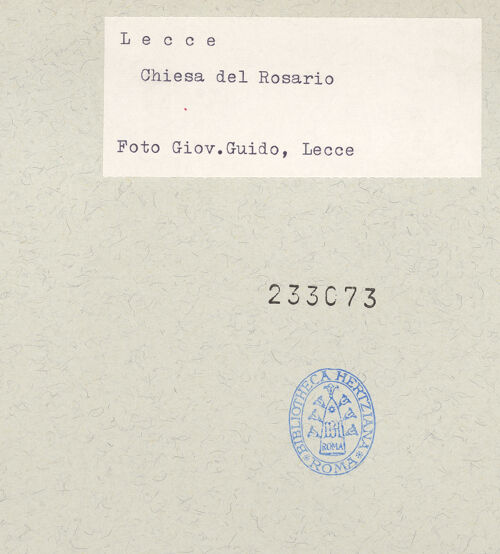 L e c c e
Chiesa del Rosario
Foto Giov.Guido, Lecce
233073
BIBLIOTHECA HERTZIANA
ROMA
ROMA